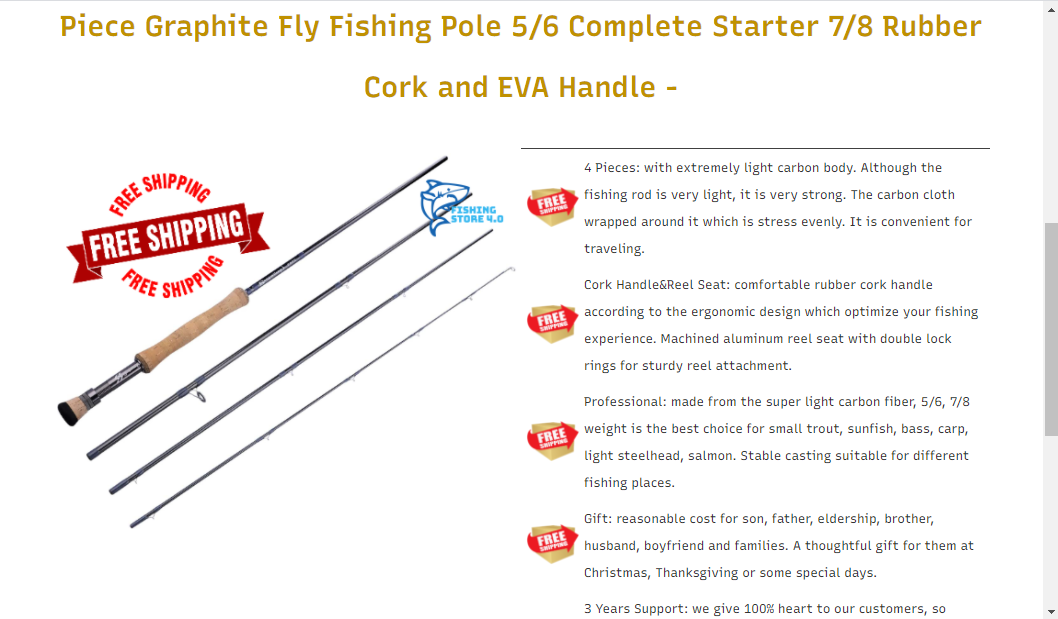 Piece Graphite Fly Fishing Pole 5/6 Complete Starter 7/8 Rubber
Cork and EVA Handle -
FREE SHIPPING
FREE SHIPPING
FREE SHIPPING
FISHING
STORE 4.0
FREE
SHIPPING
4 Pieces: with extremely light carbon body. Although the
fishing rod is very light, it is very strong. The carbon cloth
wrapped around it which is stress evenly. It is convenient for
traveling.
FREE
SHIPPING
Cork Handle&Reel Seat: comfortable rubber cork handle
according to the ergonomic design which optimize your fishing
experience. Machined aluminum reel seat with double lock
rings for sturdy reel attachment.
FREE
SHIPPING
Professional: made from the super light carbon fiber, 5/6, 7/8
weight is the best choice for small trout, sunfish, bass, carp,
light steelhead, salmon. Stable casting suitable for different
fishing places.
FREE
SHIPPING
Gift: reasonable cost for son, father, eldership, brother,
husband, boyfriend and families. A thoughtful gift for them at
Christmas, Thanksgiving or some special days.
3 Years Support: we give 100% heart to our customers, so